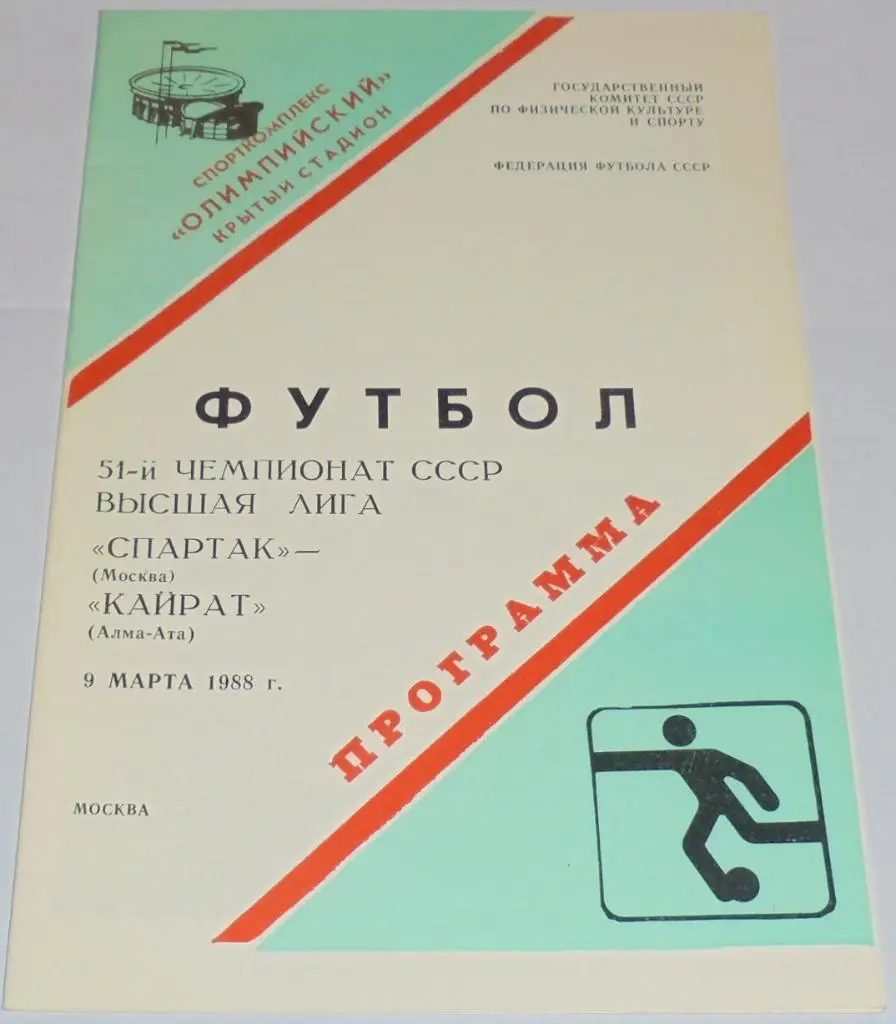 СПОРТКОМПЛЕКС
«ОЛИМПИЙСКИЙ»
КРЫТЫЙ СТАДИОН
ГОСУДАРСТВЕННЫЙ
КОМИТЕТ СССР
ПО ФИЗИЧЕСКОЙ КУЛЬТУРЕ
И СПОРТУ
ФЕДЕРАЦИЯ ФУТБОЛА СССР
ФУТБОЛ
51-й ЧЕМПИОНАТ СССР
ВЫСШАЯ ЛИГА
«СПАРТАК»—
(Москва)
«КАЙРАТ»
(Алма-Ата)
9 МАРТА 1988 г.
ПРОГРАММА
МОСКВА